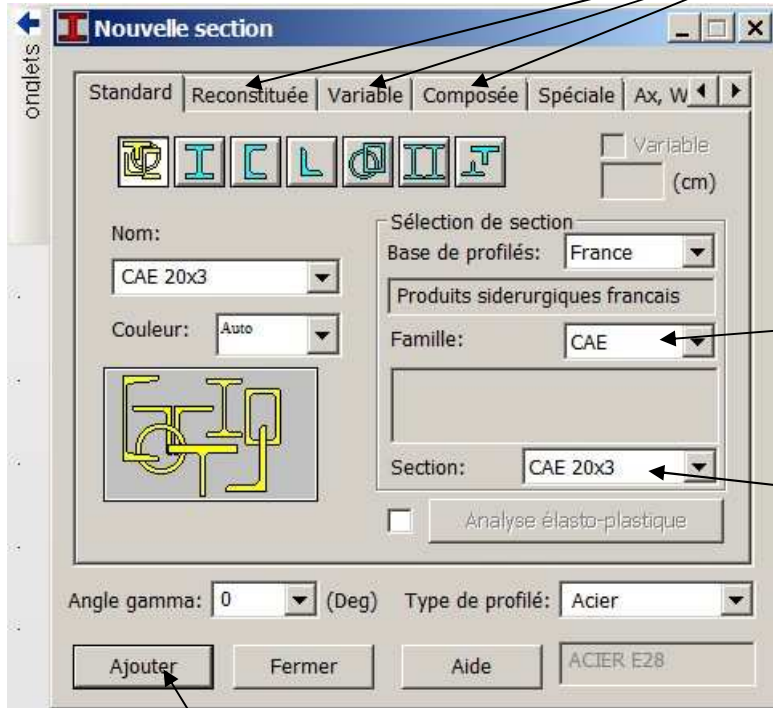 onglets
Nouvelle section
Standard Reconstituée Variable Composée Spéciale Ax, W
Variable
(cm)
Nom:
CAE 20x3
Couleur: Auto
Sélection de section
Base de profilés: France
Produits siderurgiques francais
Famille: CAE
Section: CAE 20x3
Analyse élasto-plastique
Angle gamma: 0 (Deg) Type de profilé: Acier
Ajouter Fermer Aide ACIER E28